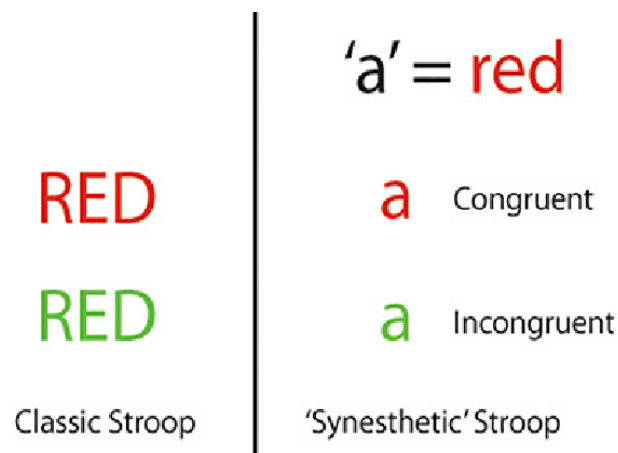 'a' = red
RED
a Congruent
RED
a Incongruent
Classic Stroop
'Synesthetic' Stroop